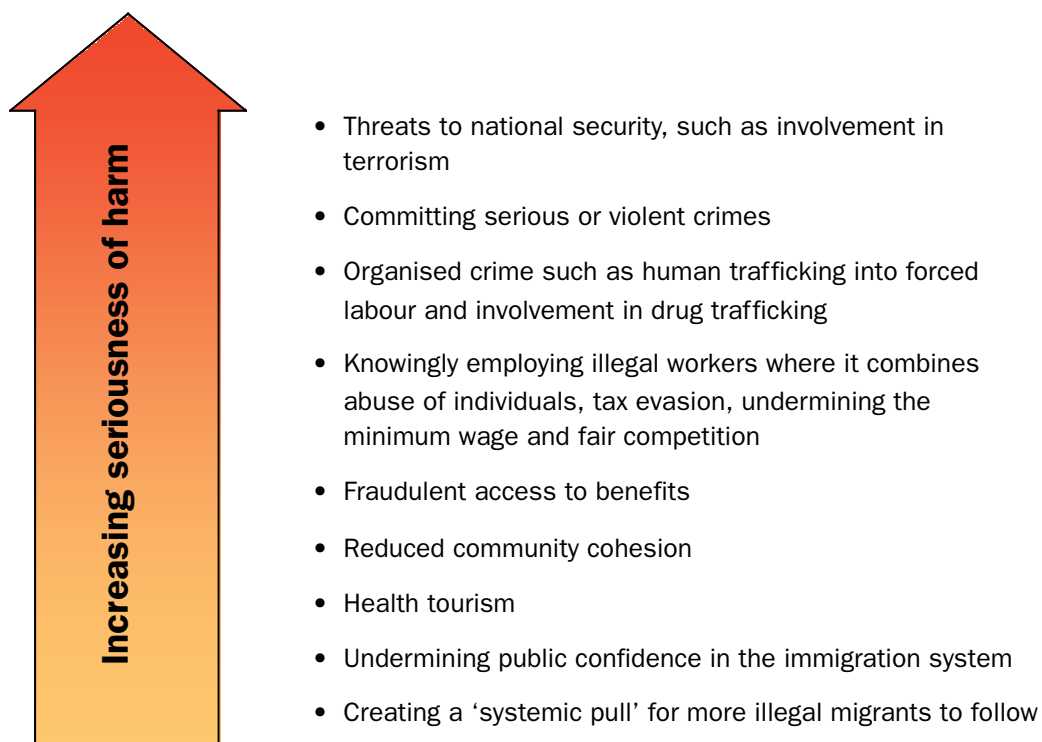 Increasing seriousness of harm
• Threats to national security, such as involvement in
terrorism
• Committing serious or violent crimes
• Organised crime such as human trafficking into forced
labour and involvement in drug trafficking
• Knowingly employing illegal workers where it combines
abuse of individuals, tax evasion, undermining the
minimum wage and fair competition
• Fraudulent access to benefits
• Reduced community cohesion
• Health tourism
• Undermining public confidence in the immigration system
• Creating a ‘systemic pull’ for more illegal migrants to follow